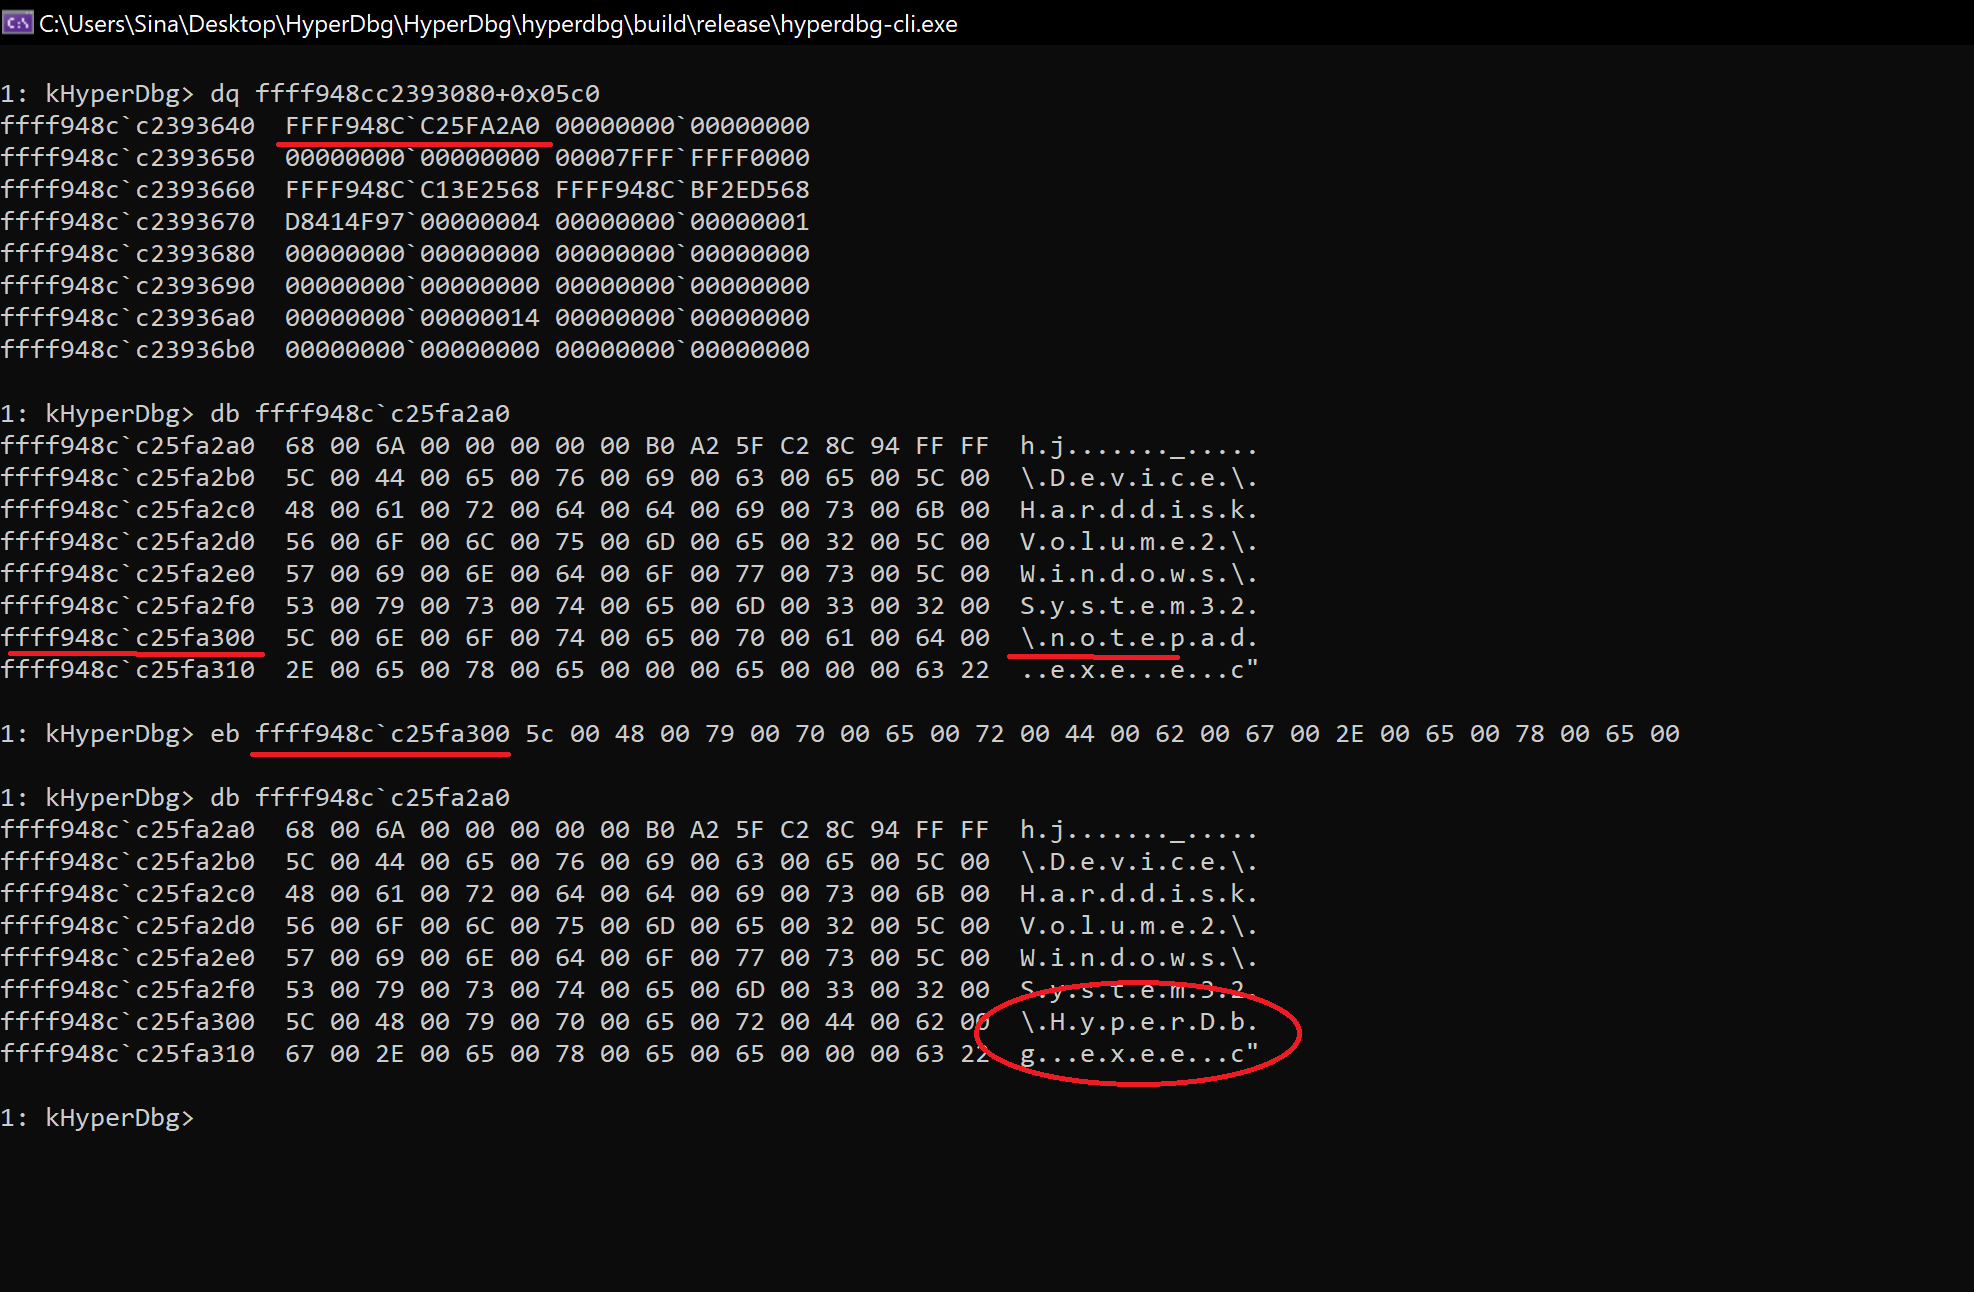 C:\Users\Sina\Desktop\HyperDbg\HyperDbg\hyperdbg\build\release\hyperdbg-cli.exe
1: kHyperDbg> dq ffff948cc2393080+0x05c0
ffff948c`c2393640  FFFF948C`C25FA2A0 00000000`00000000
ffff948c`c2393650  00000000`00000000 00007FFF`FFFF0000
ffff948c`c2393660  FFFF948C`C13E2568 FFFF948C`BF2ED568
ffff948c`c2393670  D8414F97`00000004 00000000`00000001
ffff948c`c2393680  00000000`00000000 00000000`00000000
ffff948c`c2393690  00000000`00000000 00000000`00000000
ffff948c`c23936a0  00000000`00000014 00000000`00000000
ffff948c`c23936b0  00000000`00000000 00000000`00000000
1: kHyperDbg> db ffff948c`c25fa2a0
ffff948c`c25fa2a0  68 00 6A 00 00 00 00 00 B0 A2 5F C2 8C 94 FF FF  h.j......._.....
ffff948c`c25fa2b0  5C 00 44 00 65 00 76 00 69 00 63 00 65 00 5C 00  \.D.e.v.i.c.e.\.
ffff948c`c25fa2c0  48 00 61 00 72 00 64 00 64 00 69 00 73 00 6B 00  H.a.r.d.d.i.s.k.
ffff948c`c25fa2d0  56 00 6F 00 6C 00 75 00 6D 00 65 00 32 00 5C 00  V.o.l.u.m.e.2.\.
ffff948c`c25fa2e0  57 00 69 00 6E 00 64 00 6F 00 77 00 73 00 5C 00  W.i.n.d.o.w.s.\.
ffff948c`c25fa2f0  53 00 79 00 73 00 74 00 65 00 6D 00 33 00 32 00  S.y.s.t.e.m.3.2.
ffff948c`c25fa300  5C 00 6E 00 6F 00 74 00 65 00 70 00 61 00 64 00  \.n.o.t.e.p.a.d.
ffff948c`c25fa310  2E 00 65 00 78 00 65 00 00 00 65 00 00 00 63 22  ..e.x.e...e...c"
1: kHyperDbg> eb ffff948c`c25fa300 5c 00 48 00 79 00 70 00 65 00 72 00 44 00 62 00 67 00 2E 00 65 00 78 00 65 00
1: kHyperDbg> db ffff948c`c25fa2a0
ffff948c`c25fa2a0  68 00 6A 00 00 00 00 00 B0 A2 5F C2 8C 94 FF FF  h.j......._.....
ffff948c`c25fa2b0  5C 00 44 00 65 00 76 00 69 00 63 00 65 00 5C 00  \.D.e.v.i.c.e.\.
ffff948c`c25fa2c0  48 00 61 00 72 00 64 00 64 00 69 00 73 00 6B 00  H.a.r.d.d.i.s.k.
ffff948c`c25fa2d0  56 00 6F 00 6C 00 75 00 6D 00 65 00 32 00 5C 00  V.o.l.u.m.e.2.\.
ffff948c`c25fa2e0  57 00 69 00 6E 00 64 00 6F 00 77 00 73 00 5C 00  W.i.n.d.o.w.s.\.
ffff948c`c25fa2f0  53 00 79 00 73 00 74 00 65 00 6D 00 33 00 32 00  S.y.s.t.e.m.3.2.
ffff948c`c25fa300  5C 00 48 00 79 00 70 00 65 00 72 00 44 00 62 00  \.H.y.p.e.r.D.b.
ffff948c`c25fa310  67 00 2E 00 65 00 78 00 65 00 65 00 00 00 63 22  g...e.x.e.e...c"
1: kHyperDbg>